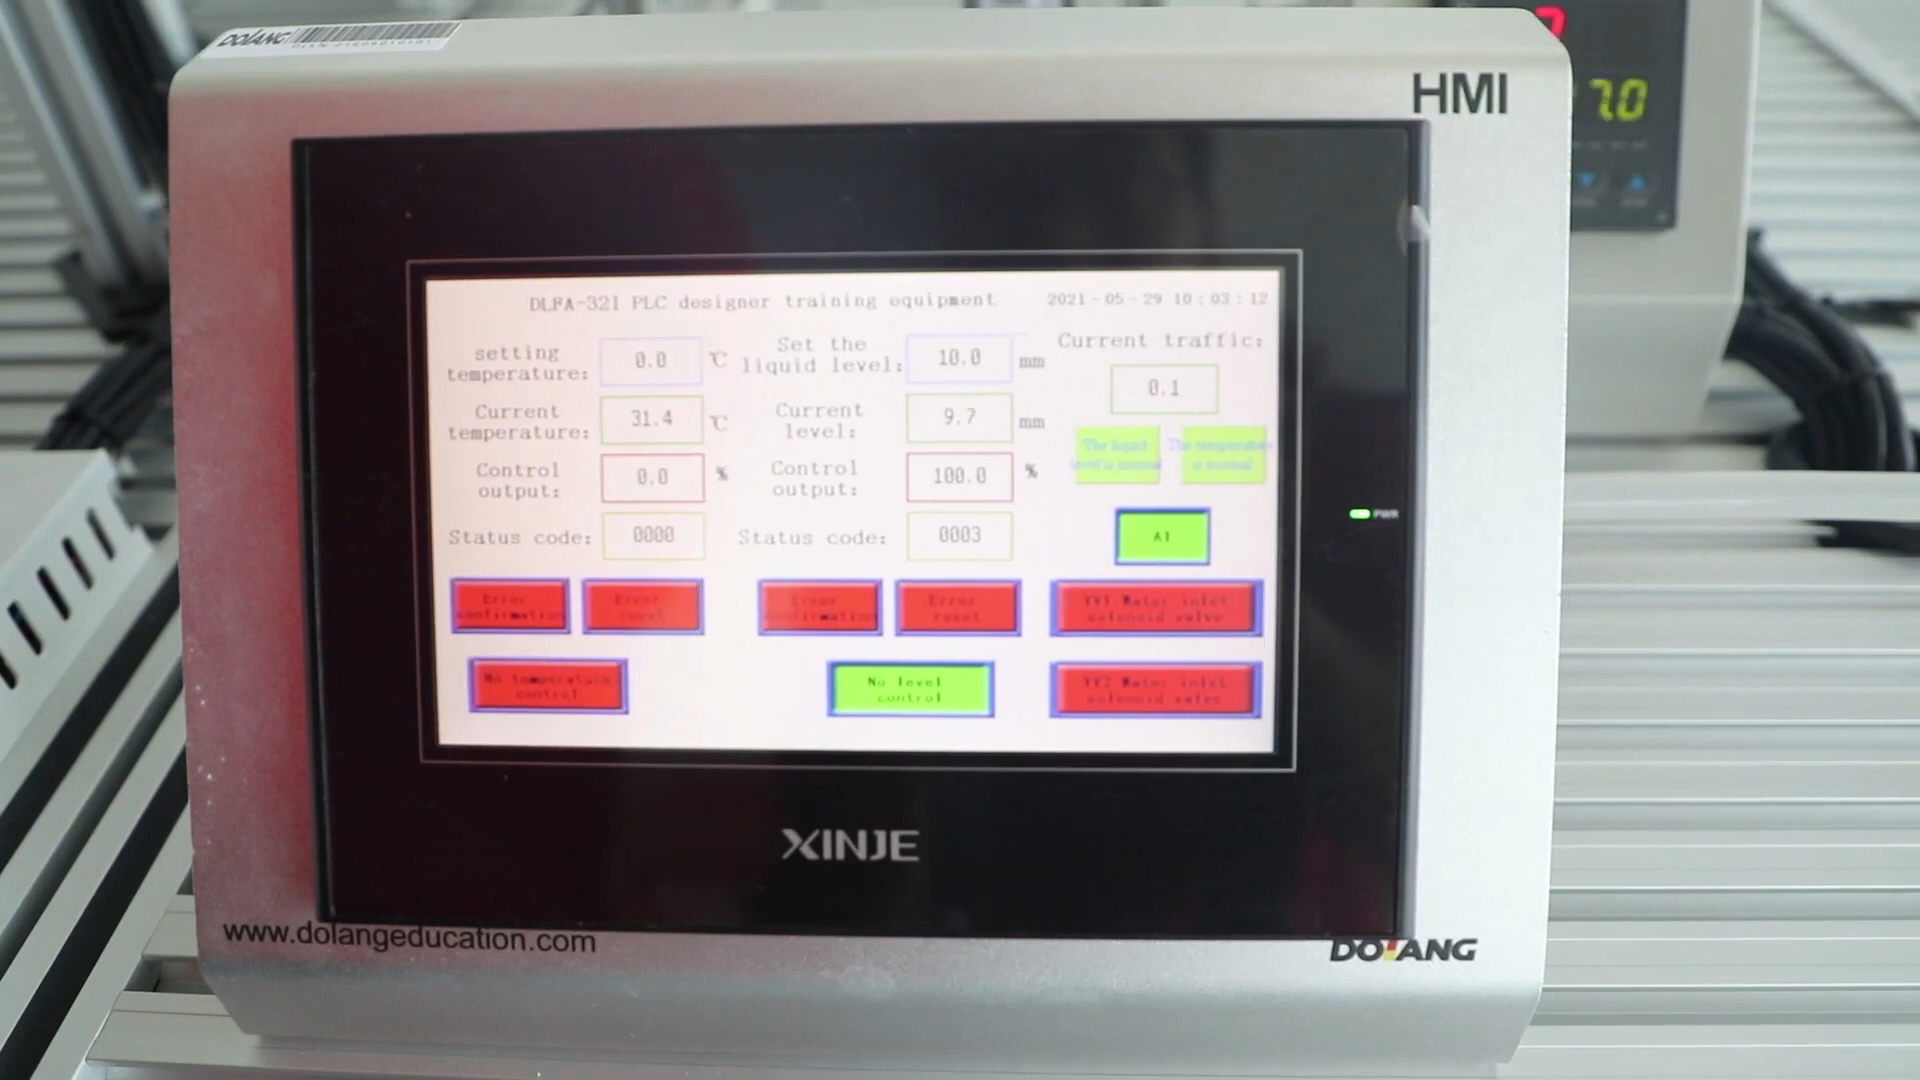 DOLANG
HMI
7
7.0
DLFA-321 PLC designer training equipment
2021-05-29 10:03:12
setting temperature:
0.0
℃
Set the liquid level:
10.0
mm
Current traffic:
0.1
Current temperature:
31.4
℃
Current level:
9.7
mm
The liquid level is normal
The temperature is normal
Control output:
0.0
%
Control output:
100.0
%
Status code:
0000
Status code:
0003
A1
PWR
Error confirmation
Error reset
Error confirmation
Error reset
YV1 Water inlet solenoid valve
No temperature control
No level control
YV2 Water inlet solenoid valve
XINJE
www.dolangeducation.com
DOLANG